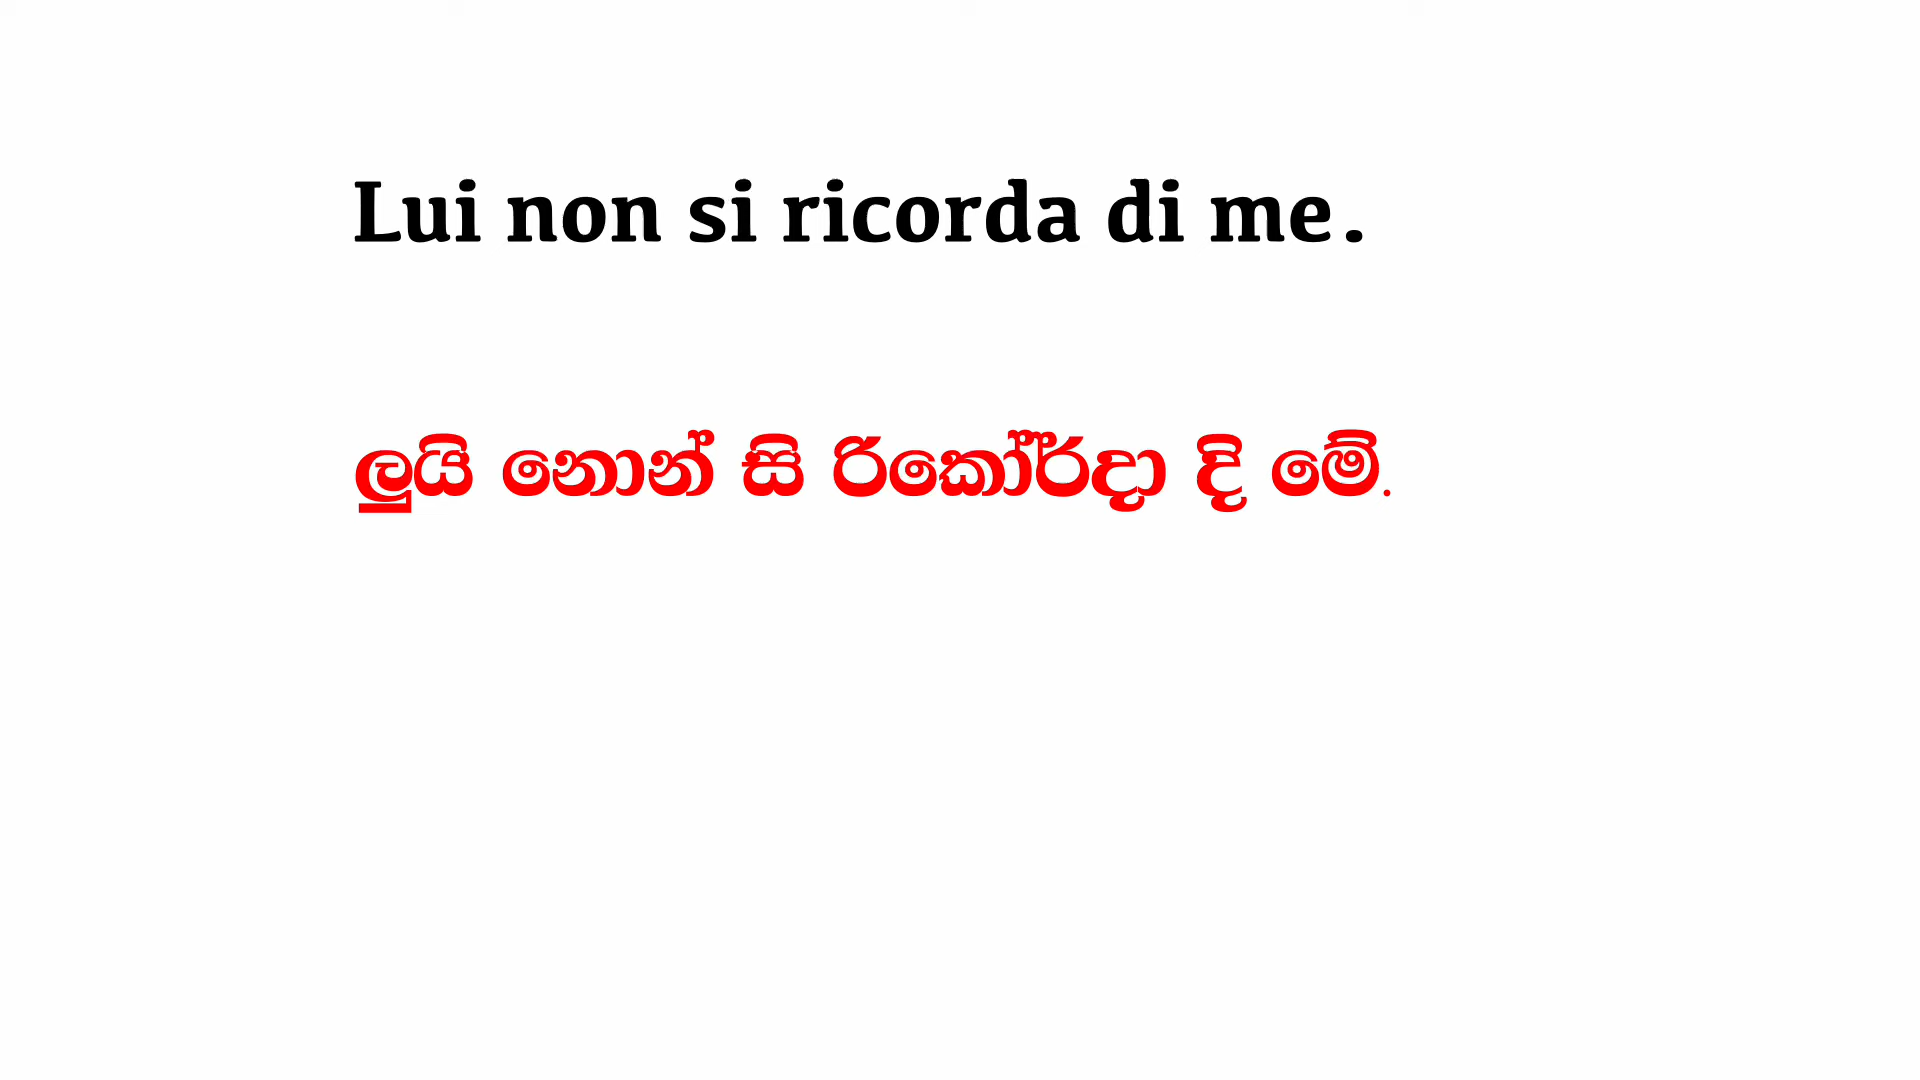 Lui non si ricorda di me.
ලුයි නොන් සි රිකෝර්දා දි මේ.